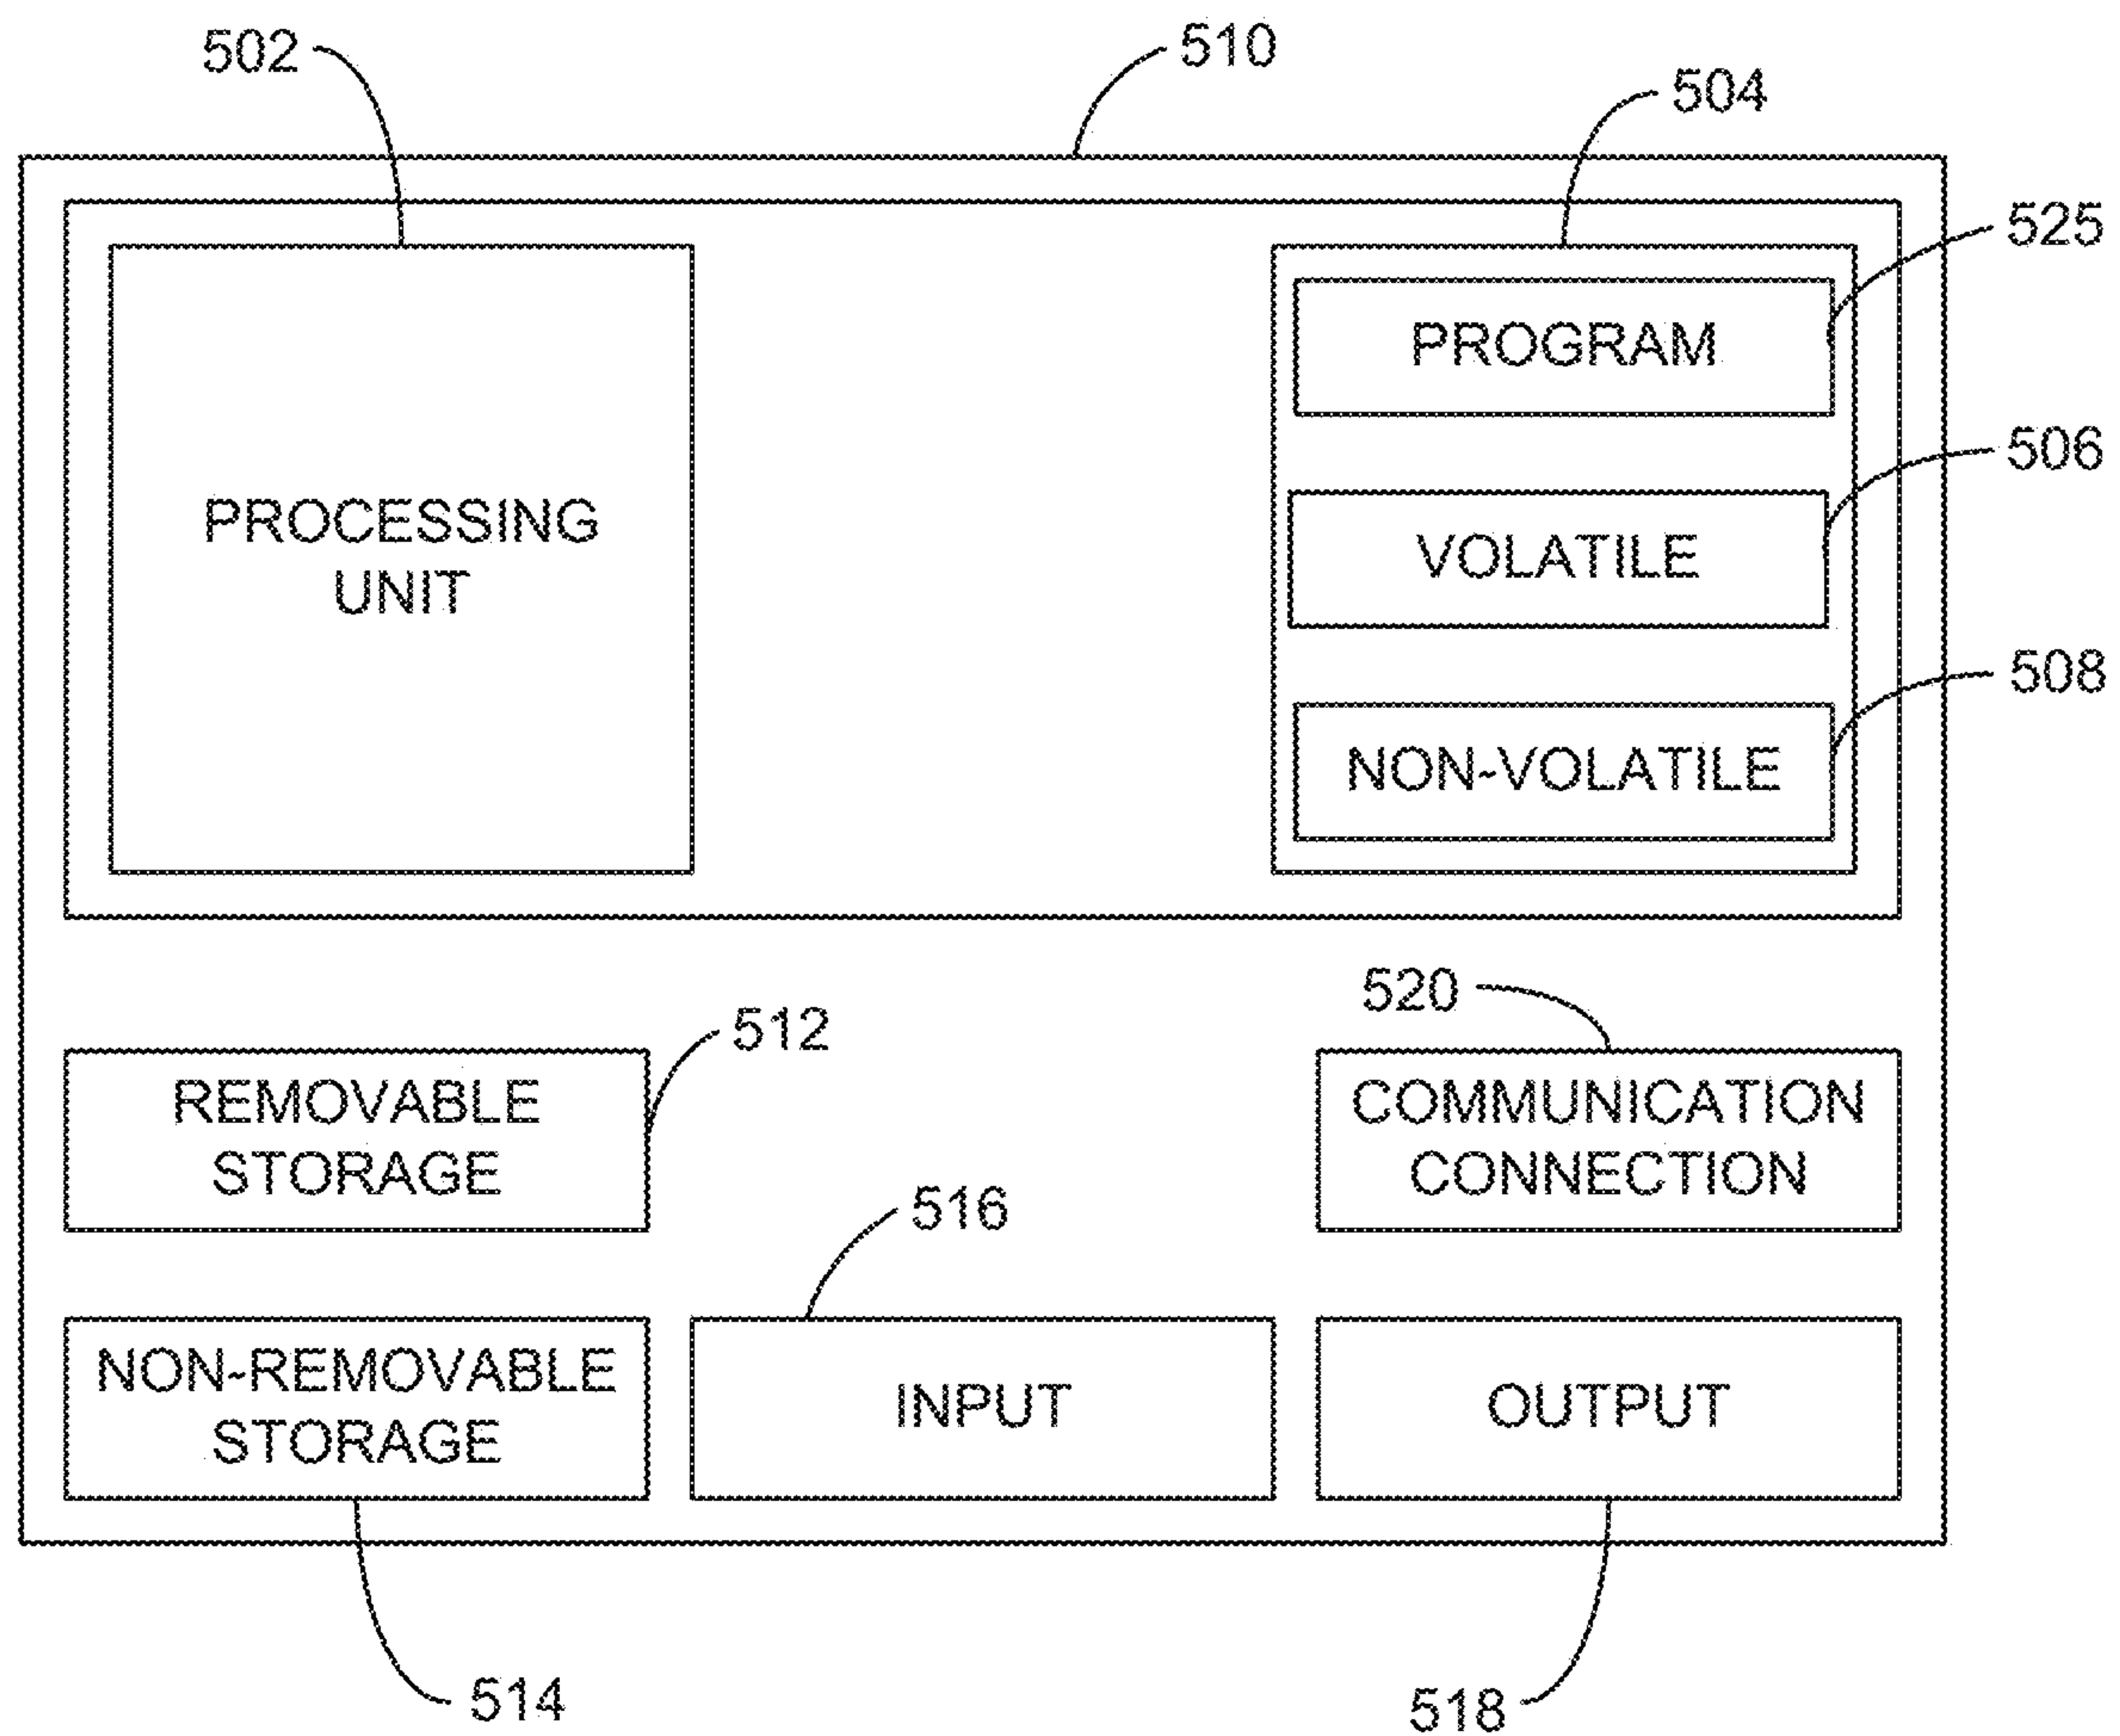 502
510
504
525
PROGRAM
506
PROCESSING
UNIT
VOLATILE
508
NON-VOLATILE
520
512
REMOVABLE
STORAGE
COMMUNICATION
CONNECTION
516
NON-REMOVABLE
STORAGE
INPUT
OUTPUT
514
518